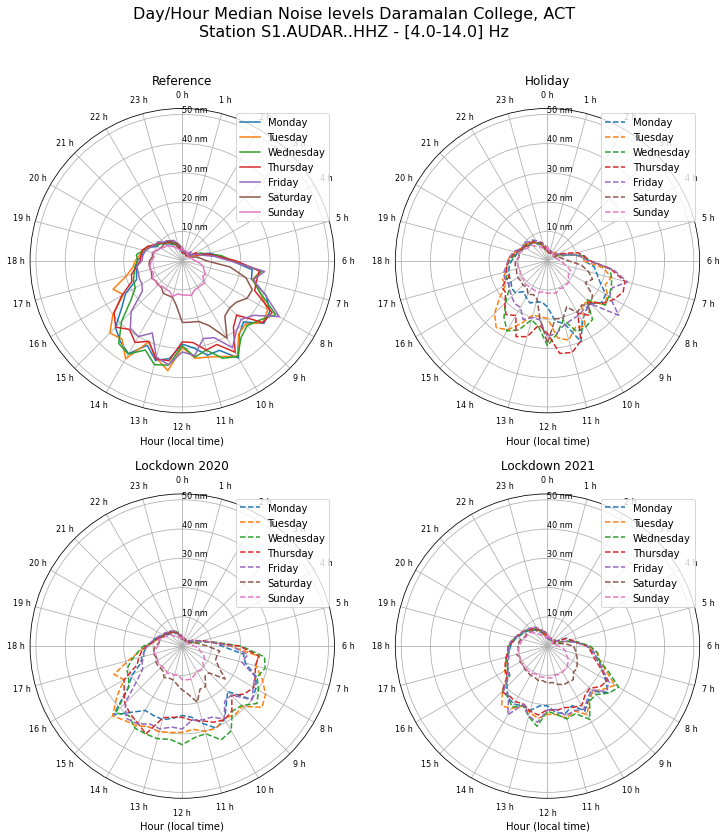 Day/Hour Median Noise levels Daramalan College, ACT
Station S1.AUDAR..HHZ - [4.0-14.0] Hz
Reference
0 h
1 h
5 h
6 h
7 h
8 h
9 h
10 h
11 h
12 h
13 h
14 h
15 h
16 h
17 h
18 h
19 h
20 h
21 h
22 h
23 h
50 nm
40 nm
30 nm
20 nm
10 nm
Monday
Tuesday
Wednesday
Thursday
Friday
Saturday
Sunday
Hour (local time)
Holiday
0 h
1 h
4 h
5 h
6 h
7 h
8 h
9 h
10 h
11 h
12 h
13 h
14 h
15 h
16 h
17 h
18 h
19 h
20 h
21 h
22 h
23 h
50 nm
40 nm
30 nm
20 nm
10 nm
Monday
Tuesday
Wednesday
Thursday
Friday
Saturday
Sunday
Hour (local time)
Lockdown 2020
0 h
1 h
5 h
6 h
7 h
8 h
9 h
10 h
11 h
12 h
13 h
14 h
15 h
16 h
17 h
18 h
19 h
20 h
21 h
22 h
23 h
50 nm
40 nm
30 nm
20 nm
10 nm
Monday
Tuesday
Wednesday
Thursday
Friday
Saturday
Sunday
Hour (local time)
Lockdown 2021
0 h
1 h
4 h
5 h
6 h
7 h
8 h
9 h
10 h
11 h
12 h
13 h
14 h
15 h
16 h
17 h
18 h
19 h
20 h
21 h
22 h
23 h
50 nm
40 nm
30 nm
20 nm
10 nm
Monday
Tuesday
Wednesday
Thursday
Friday
Saturday
Sunday
Hour (local time)